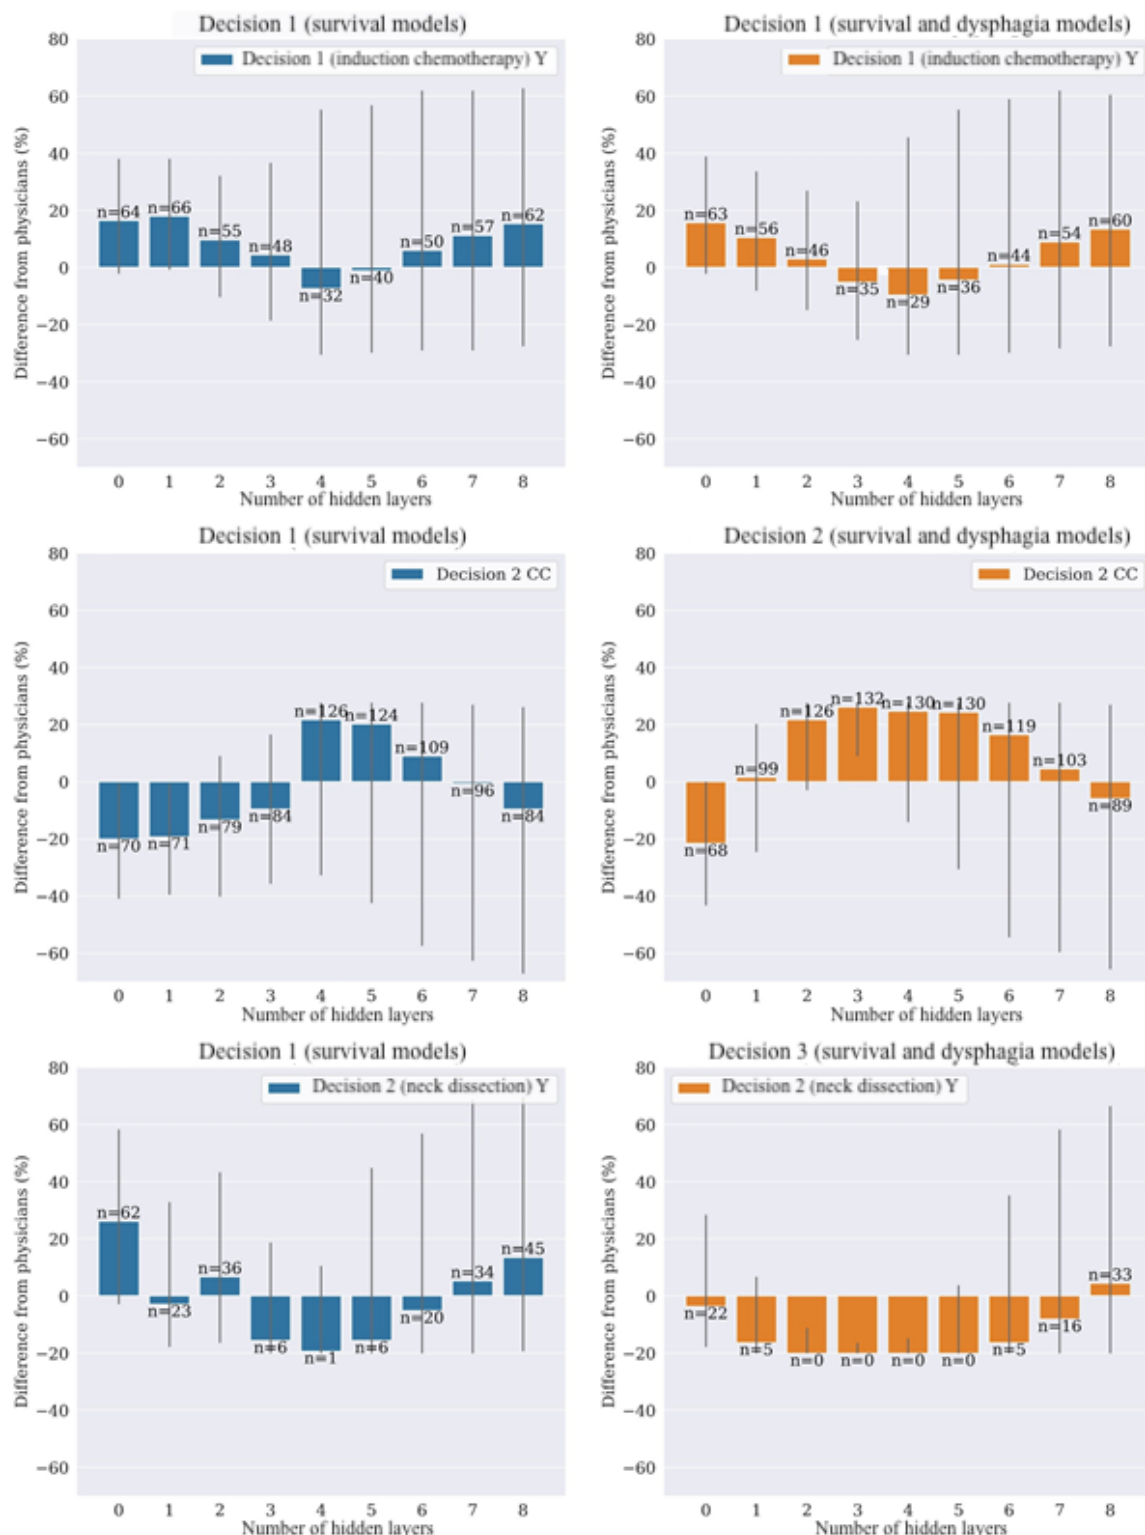 Decision 1 (survival models)
Decision 1 (induction chemotherapy) Y
Difference from physicians (%)
80
60
40
20
0
−20
−40
−60
n=64
n=66
n=55
n=48
n=32
n=40
n=50
n=57
n=62
0 1 2 3 4 5 6 7 8
Number of hidden layers
Decision 1 (survival and dysphagia models)
Decision 1 (induction chemotherapy) Y
Difference from physicians (%)
80
60
40
20
0
−20
−40
−60
n=63
n=56
n=46
n=35
n=29
n=36
n=44
n=54
n=60
0 1 2 3 4 5 6 7 8
Number of hidden layers
Decision 1 (survival models)
Decision 2 CC
Difference from physicians (%)
80
60
40
20
0
−20
−40
−60
n=70
n=71
n=79
n=84
n=126
n=124
n=109
n=96
n=84
0 1 2 3 4 5 6 7 8
Number of hidden layers
Decision 2 (survival and dysphagia models)
Decision 2 CC
Difference from physicians (%)
80
60
40
20
0
−20
−40
−60
n=68
n=99
n=126
n=132
n=130
n=130
n=119
n=103
n=89
0 1 2 3 4 5 6 7 8
Number of hidden layers
Decision 1 (survival models)
Decision 2 (neck dissection) Y
Difference from physicians (%)
80
60
40
20
0
−20
−40
−60
n=62
n=23
n=36
n=6
n=1
n=6
n=20
n=34
n=45
0 1 2 3 4 5 6 7 8
Number of hidden layers
Decision 3 (survival and dysphagia models)
Decision 2 (neck dissection) Y
Difference from physicians (%)
80
60
40
20
0
−20
−40
−60
n=22
n=5
n=0
n=0
n=0
n=0
n=5
n=16
n=33
0 1 2 3 4 5 6 7 8
Number of hidden layers